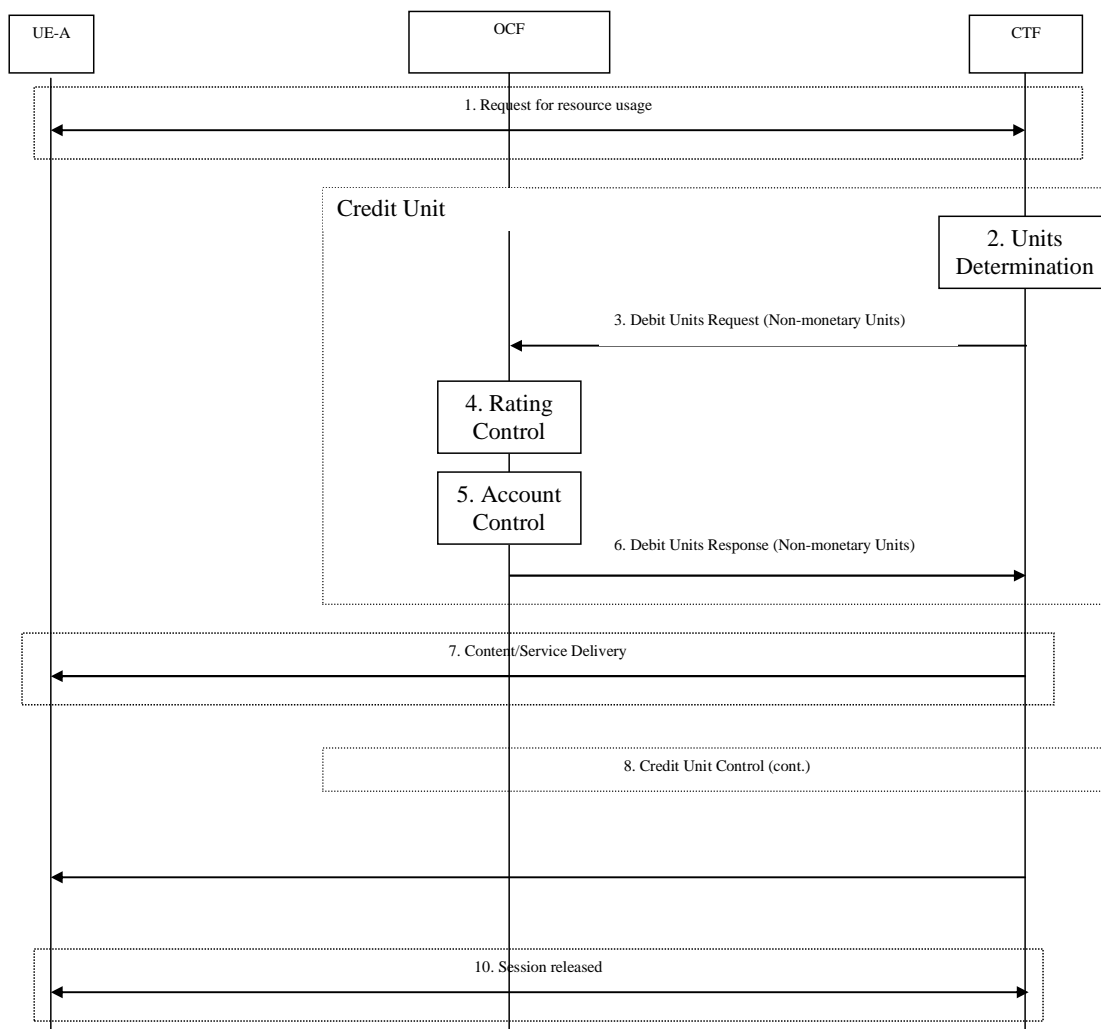 UE-A
OCF
CTF
1. Request for resource usage
Credit Unit
2. Units
Determination
3. Debit Units Request (Non-monetary Units)
4. Rating
Control
5. Account
Control
6. Debit Units Response (Non-monetary Units)
7. Content/Service Delivery
8. Credit Unit Control (cont.)
10. Session released